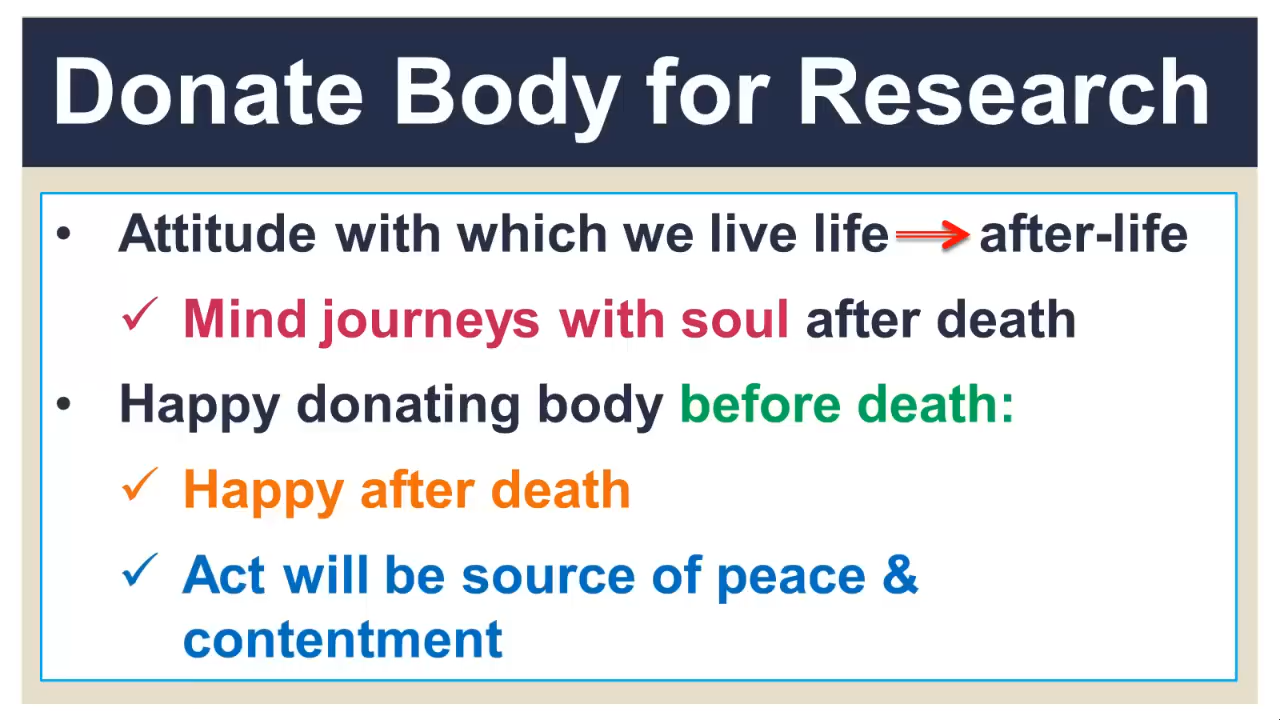 Donate Body for Research
• Attitude with which we live life → after-life
✓ Mind journeys with soul after death
• Happy donating body before death:
✓ Happy after death
✓ Act will be source of peace &
contentment